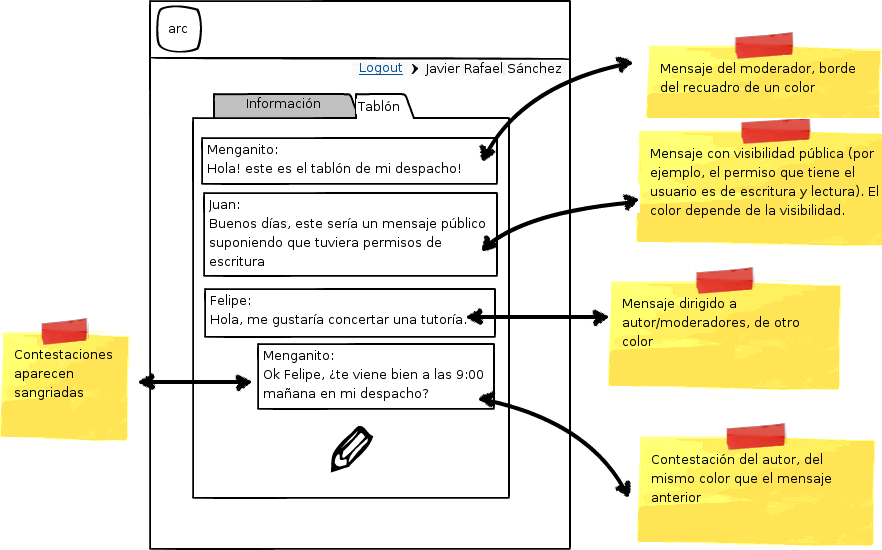 arc
Logout
Javier Rafael Sánchez
Información
Tablón
Menganito:
Hola! este es el tablón de mi despacho!
Juan:
Buenos días, este sería un mensaje público
suponiendo que tuviera permisos de
escritura
Felipe:
Hola, me gustaría concertar una tutoría.
Menganito:
Ok Felipe, ¿te viene bien a las 9:00
mañana en mi despacho?
Contestaciones
aparecen
sangriadas
Mensaje del moderador, borde
del recuadro de un color
Mensaje con visibilidad pública (por
ejemplo, el permiso que tiene el
usuario es de escritura y lectura). El
color depende de la visibilidad.
Mensaje dirigido a
autor/moderadores, de otro
color
Contestación del autor, del
mismo color que el mensaje
anterior